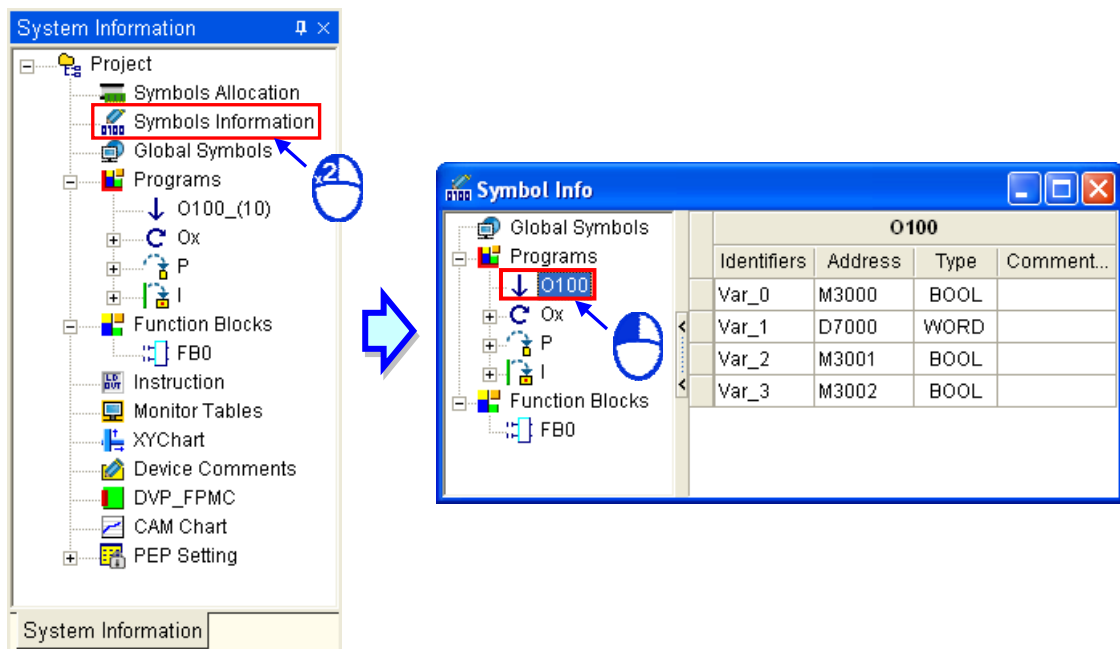 System Information
Project
Symbols Allocation
Symbols Information
Global Symbols
Programs
O100_(10)
Ox
P
I
Function Blocks
FB0
Instruction
Monitor Tables
XYChart
Device Comments
DVP_FPMC
CAM Chart
PEP Setting
System Information
x2
Symbol Info
Global Symbols
Programs
O100
Ox
P
I
Function Blocks
FB0
O100
Identifiers Address Type Comment...
Var_0 M3000 BOOL
Var_1 D7000 WORD
Var_2 M3001 BOOL
Var_3 M3002 BOOL